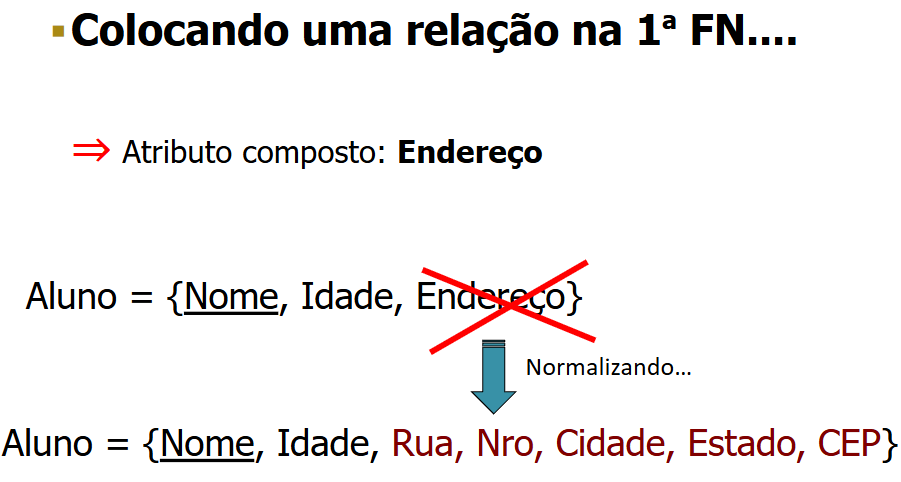 ▪Colocando uma relação na 1ª FN....
⇒ Atributo composto: Endereço
Aluno = {Nome, Idade, Endereço}
Normalizando...
Aluno = {Nome, Idade, Rua, Nro, Cidade, Estado, CEP}